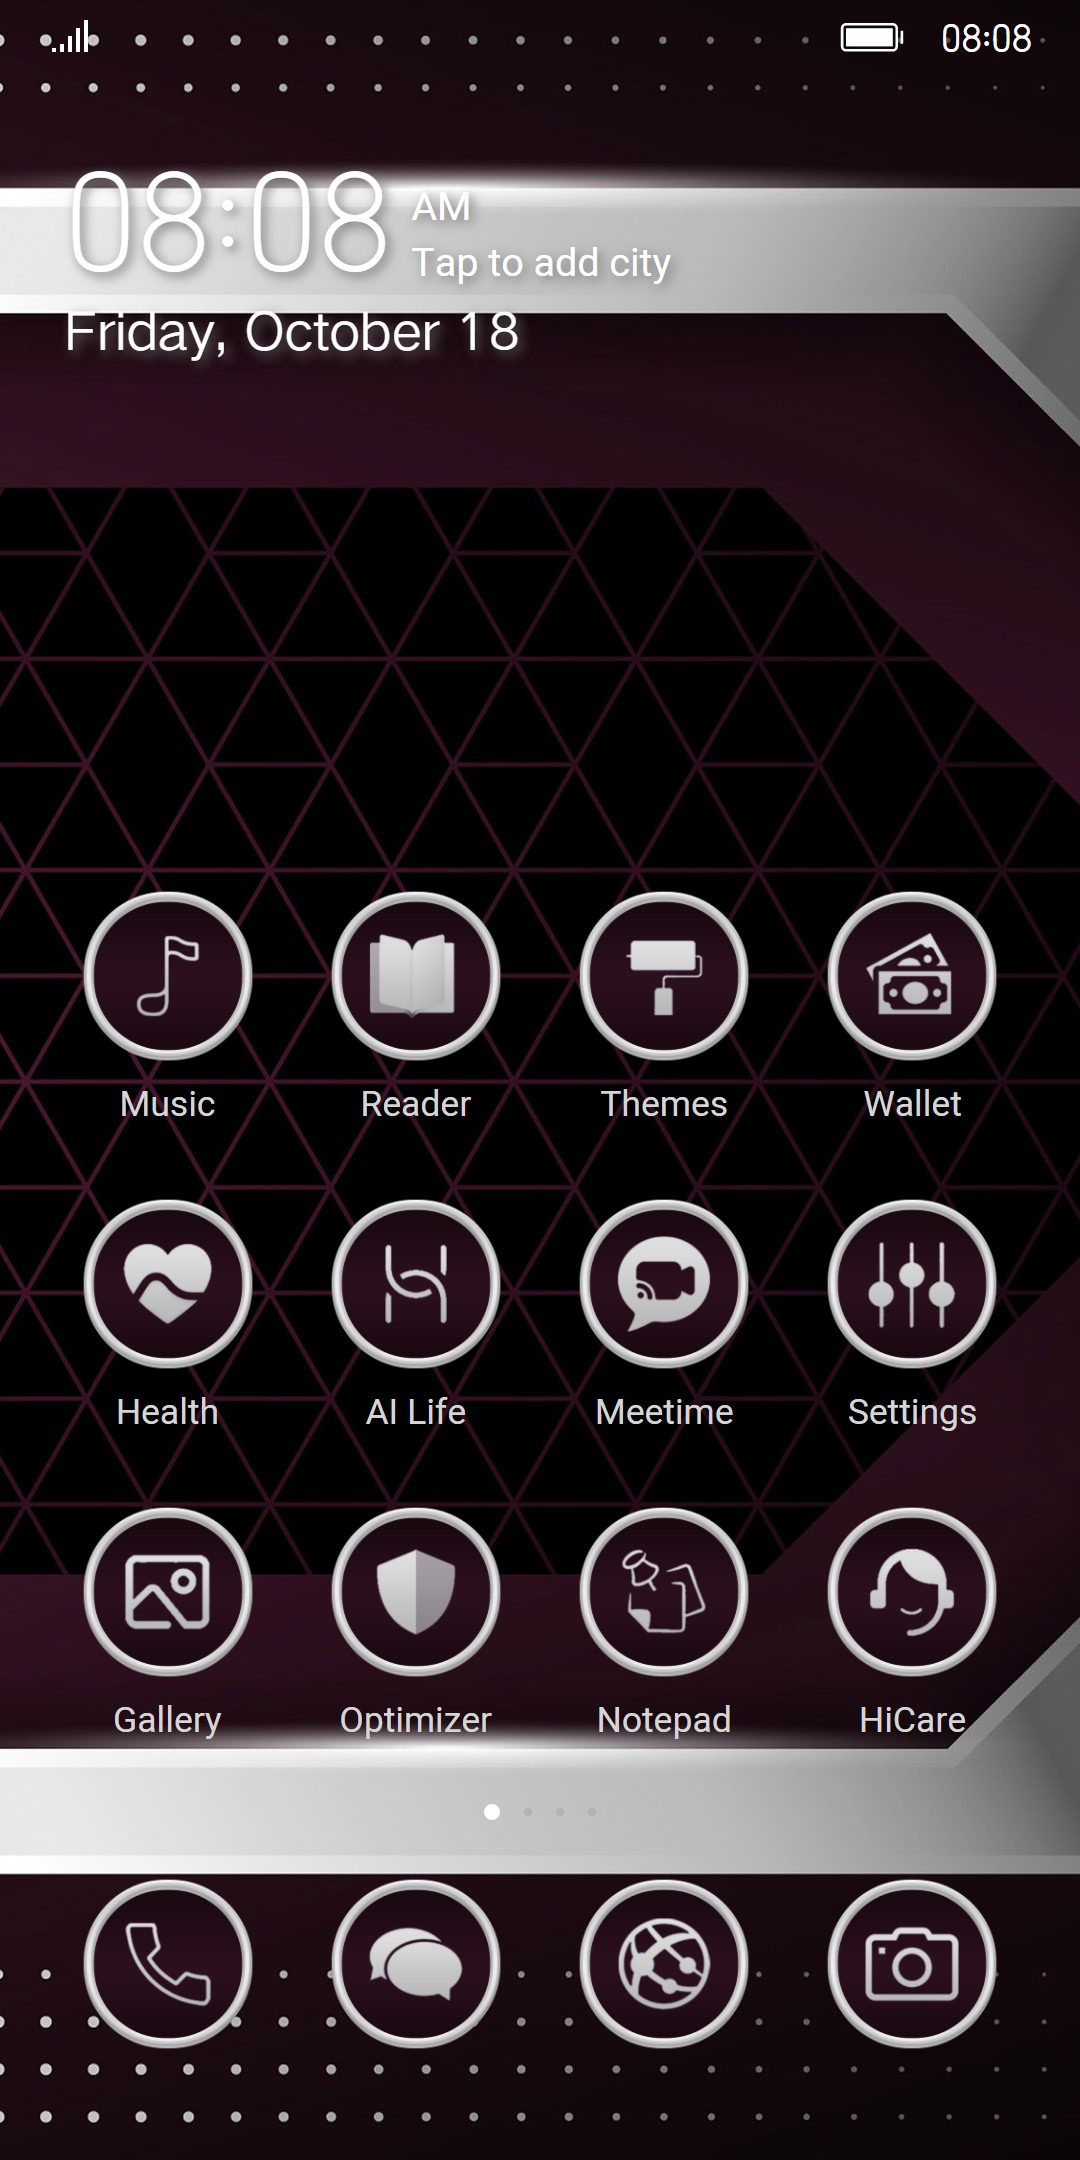 08:08
08:08 AM
Tap to add city
Friday, October 18
Music Reader Themes Wallet
Health AI Life Meetime Settings
Gallery Optimizer Notepad HiCare